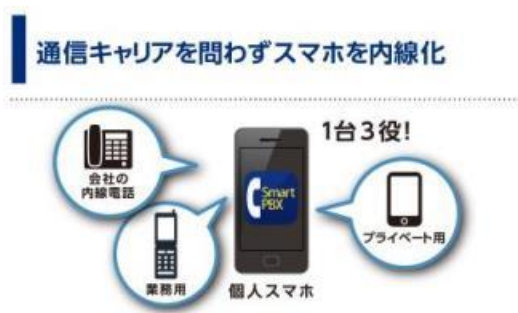 通信キャリアを問わずスマホを内線化
1台3役!
会社の
内線電話
Smart
PBX
プライベート用
業務用
個人スマホ